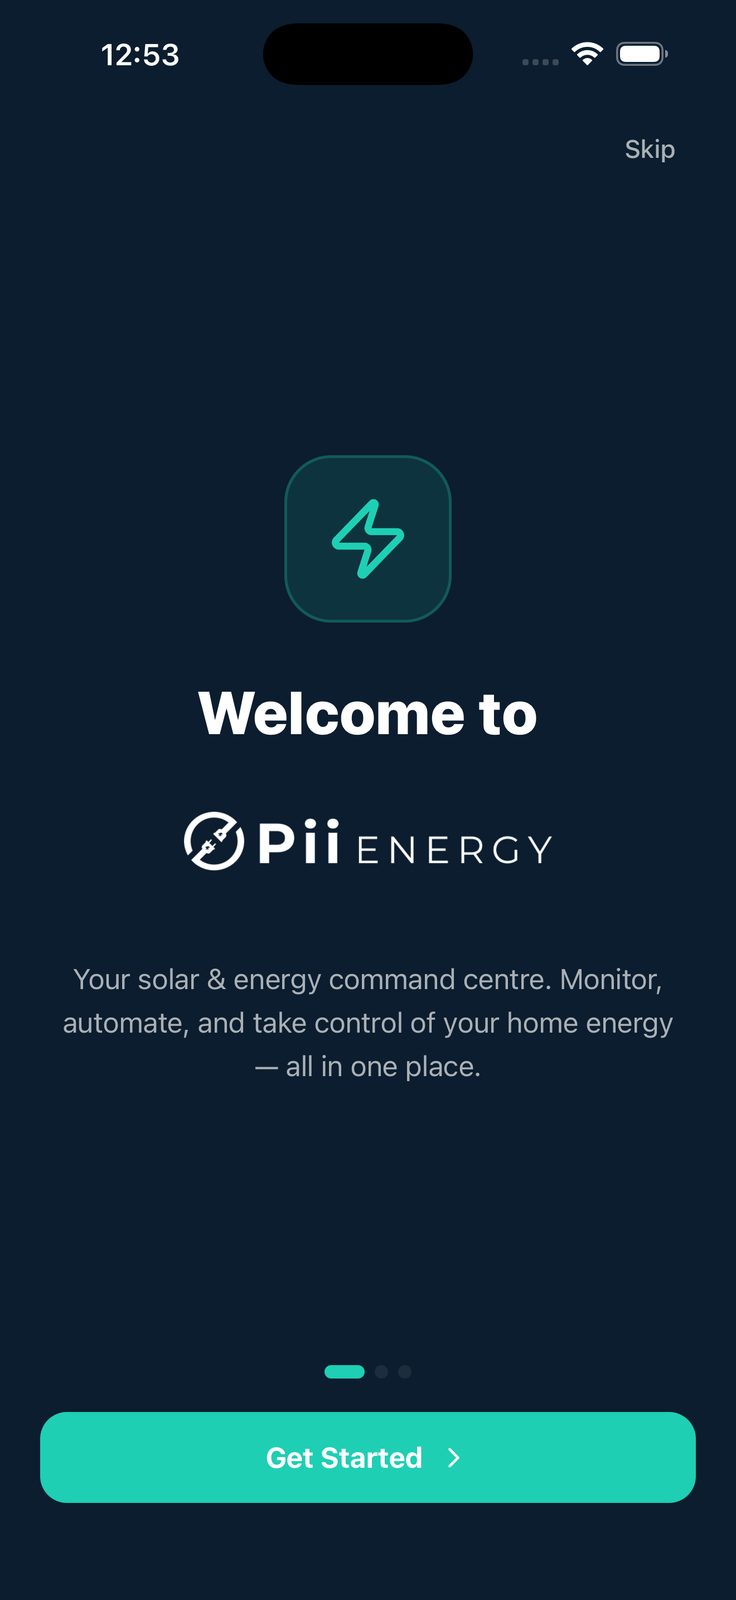 12:53
Skip
Welcome to
Pii ENERGY
Your solar & energy command centre. Monitor,
automate, and take control of your home energy
— all in one place.
Get Started